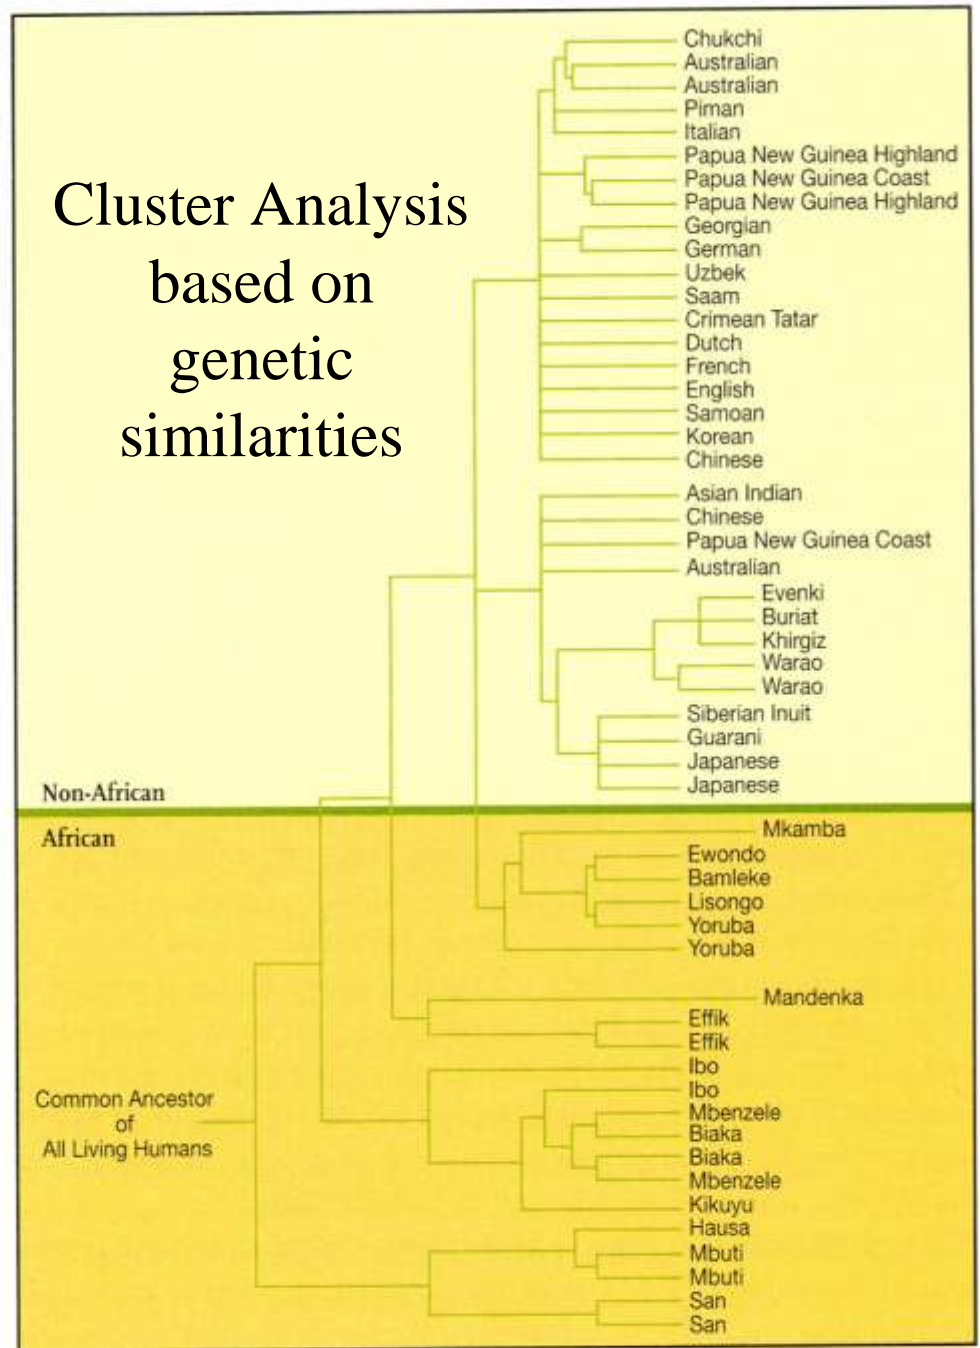 Cluster Analysis
based on
genetic
similarities
Chukchi
Australian
Australian
Piman
Italian
Papua New Guinea Highland
Papua New Guinea Coast
Papua New Guinea Highland
Georgian
German
Uzbek
Saam
Crimean Tatar
Dutch
French
English
Samoan
Korean
Chinese
Asian Indian
Chinese
Papua New Guinea Coast
Australian
Evenki
Buriat
Khirgiz
Warao
Warao
Siberian Inuit
Guarani
Japanese
Japanese
Non-African
African
Mkamba
Ewondo
Bamleke
Lisongo
Yoruba
Yoruba
Mandenka
Effik
Effik
Ibo
Ibo
Mbenzele
Biaka
Biaka
Mbenzele
Kikuyu
Hausa
Mbuti
Mbuti
San
San
Common Ancestor
of
All Living Humans